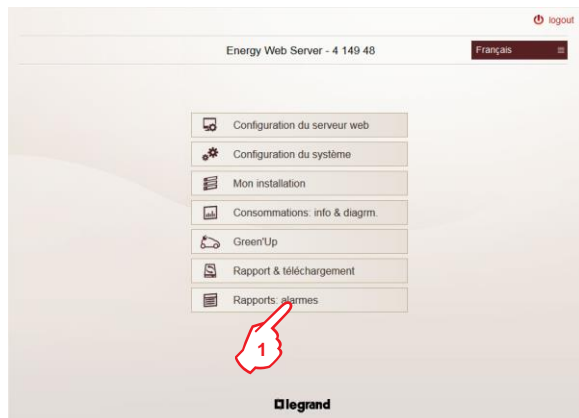 logout
Energy Web Server - 4 149 48
Français
Configuration du serveur web
Configuration du système
Mon installation
Consommations: info & diagrm.
Green'Up
Rapport & téléchargement
Rapports: alarmes
1
legrand